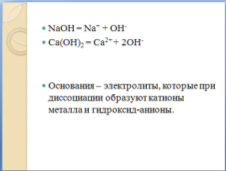 • NaOH = Na⁺ + OH⁻
• Ca(OH)₂ = Ca²⁺ + 2OH⁻
• Основания – электролиты, которые при
диссоциации образуют катионы
металла и гидроксид-анионы.